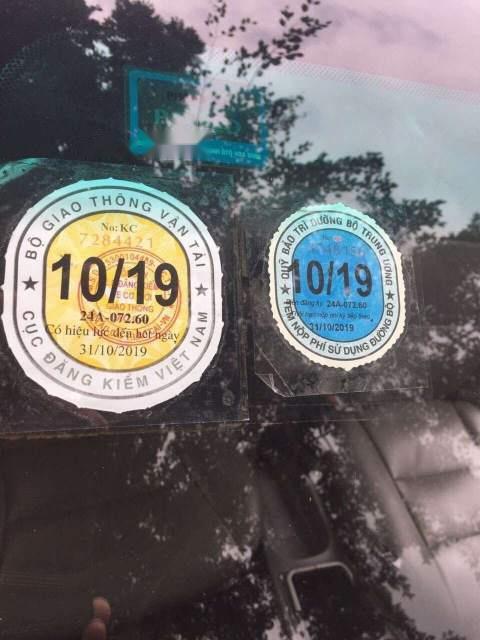 BỘ GIAO THÔNG VẬN TẢI
No: KC
7284421
10/19
24A-072.60
Có hiệu lực đến hết ngày
31/10/2019
CỤC ĐĂNG KIỂM VIỆT NAM
QUỸ BẢO TRÌ ĐƯỜNG BỘ TRUNG ƯƠNG
10/19
24A-072.60
31/10/2019
TEM NỘP PHÍ SỬ DỤNG ĐƯỜNG BỘ